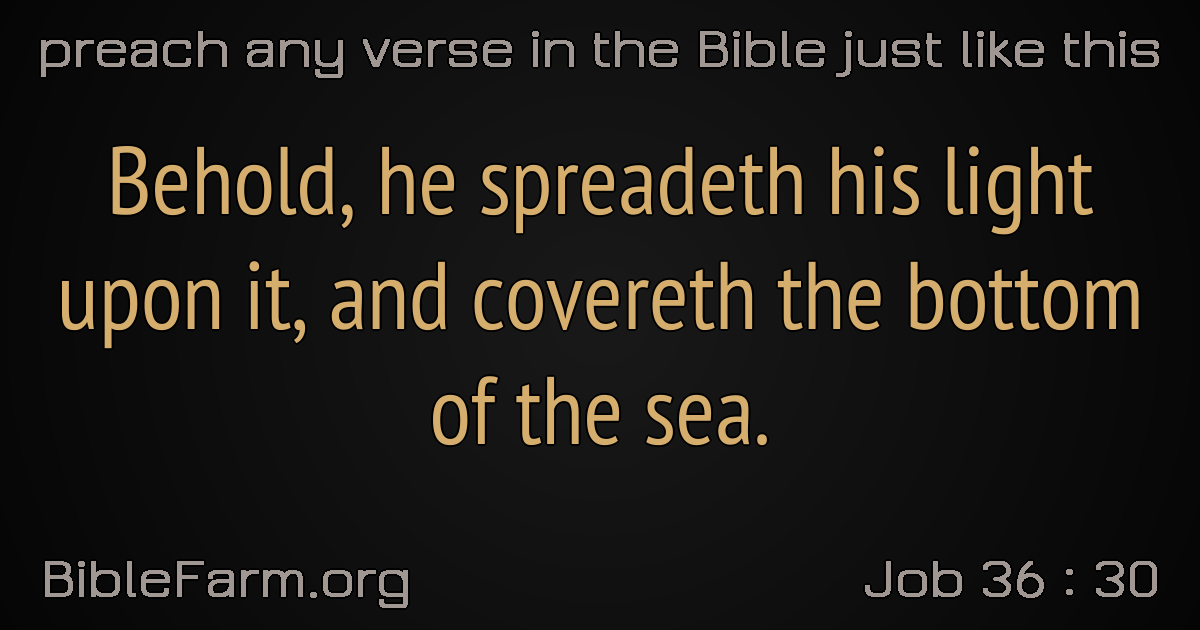 preach any verse in the Bible just like this
Behold, he spreadeth his light
upon it, and covereth the bottom
of the sea.
BibleFarm.org
Job 36 : 30